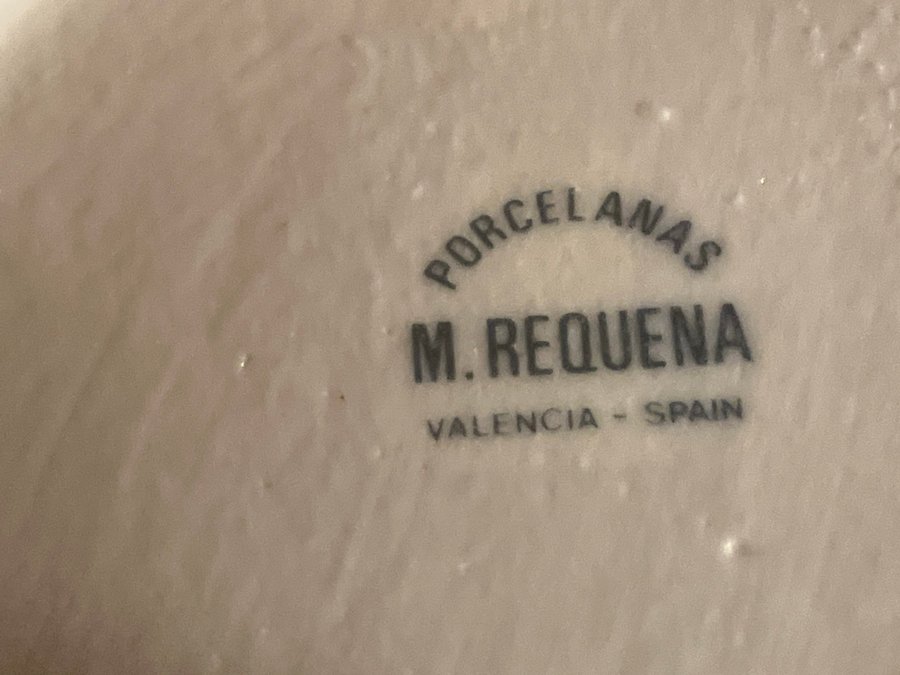 PORCELANAS
M. REQUENA
VALENCIA - SPAIN